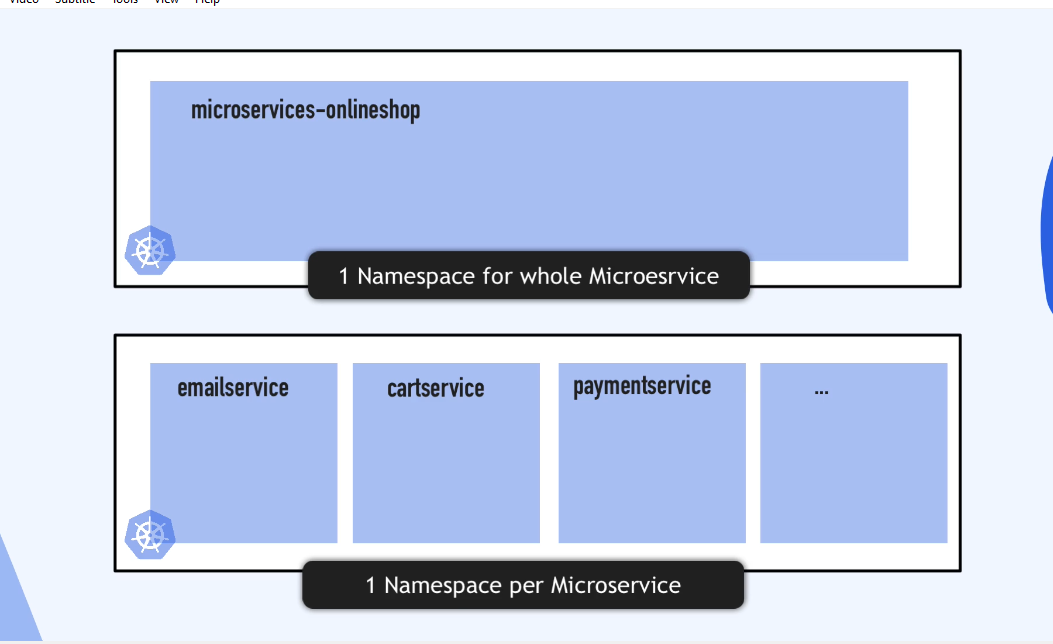 Video Subtitle Tools View Help
microservices-onlineshop
1 Namespace for whole Microesrvice
emailservice cartservice paymentservice ...
1 Namespace per Microservice